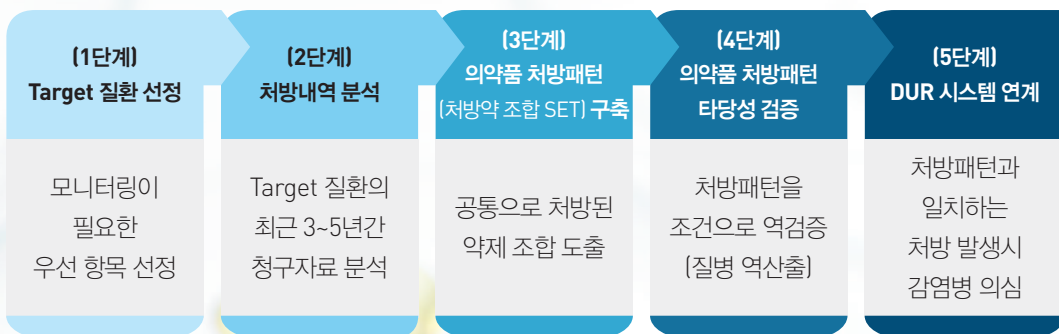 (1단계)
Target 질환 선정
모니터링이
필요한
우선 항목 선정
(2단계)
처방내역 분석
Target 질환의
최근 3~5년간
청구자료 분석
(3단계)
의약품 처방패턴
(처방약 조합 SET) 구축
공통으로 처방된
약제 조합 도출
(4단계)
의약품 처방패턴
타당성 검증
처방패턴을
조건으로 역검증
(질병 역산출)
(5단계)
DUR 시스템 연계
처방패턴과
일치하는
처방 발생시
감염병 의심